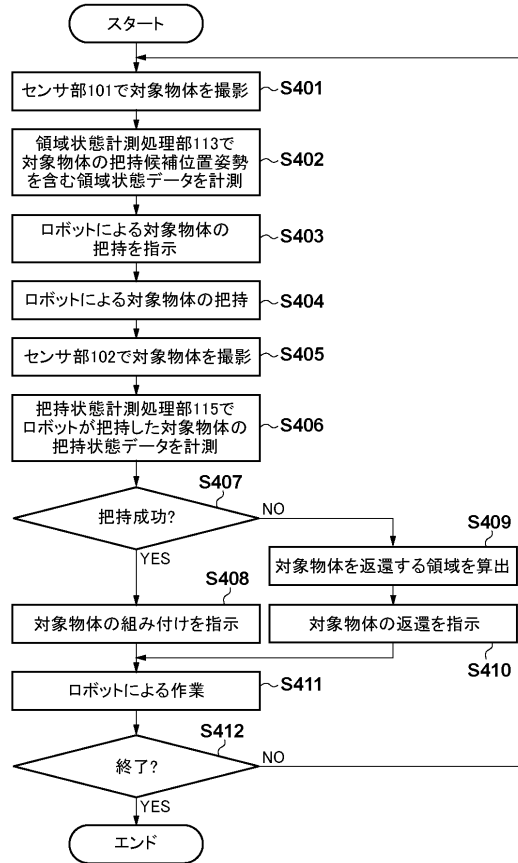 スタート
センサ部101で対象物体を撮影
S401
領域状態計測処理部113で
対象物体の把持候補位置姿勢
を含む領域状態データを計測
S402
ロボットによる対象物体の
把持を指示
S403
ロボットによる対象物体の把持
S404
センサ部102で対象物体を撮影
S405
把持状態計測処理部115で
ロボットが把持した対象物体の
把持状態データを計測
S406
S407
把持成功?
NO
YES
S409
対象物体を返還する領域を算出
S408
対象物体の組み付けを指示
対象物体の返還を指示
S410
ロボットによる作業
S411
S412
終了?
NO
YES
エンド